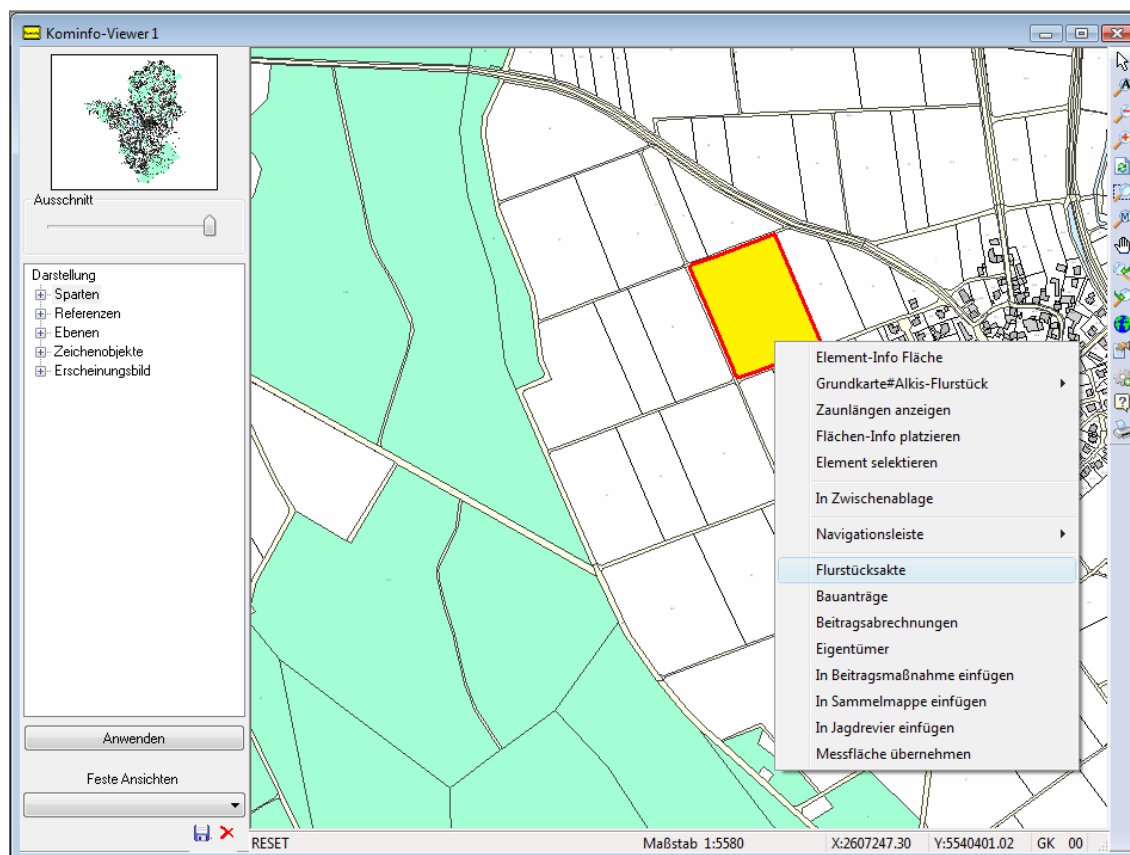 Kominfo-Viewer 1
Ausschnitt
Darstellung
Sparten
Referenzen
Ebenen
Zeichenobjekte
Erscheinungsbild
Anwenden
Feste Ansichten
Element-Info Fläche
Grundkarte#Alkis-Flurstück
Zaunlängen anzeigen
Flächen-Info platzieren
Element selektieren
In Zwischenablage
Navigationsleiste
Flurstücksakte
Bauanträge
Beitragsabrechnungen
Eigentümer
In Beitragsmaßnahme einfügen
In Sammelmappe einfügen
In Jagdrevier einfügen
Messfläche übernehmen
RESET Maßstab 1:5580 X:2607247.30 Y:5540401.02 GK 00